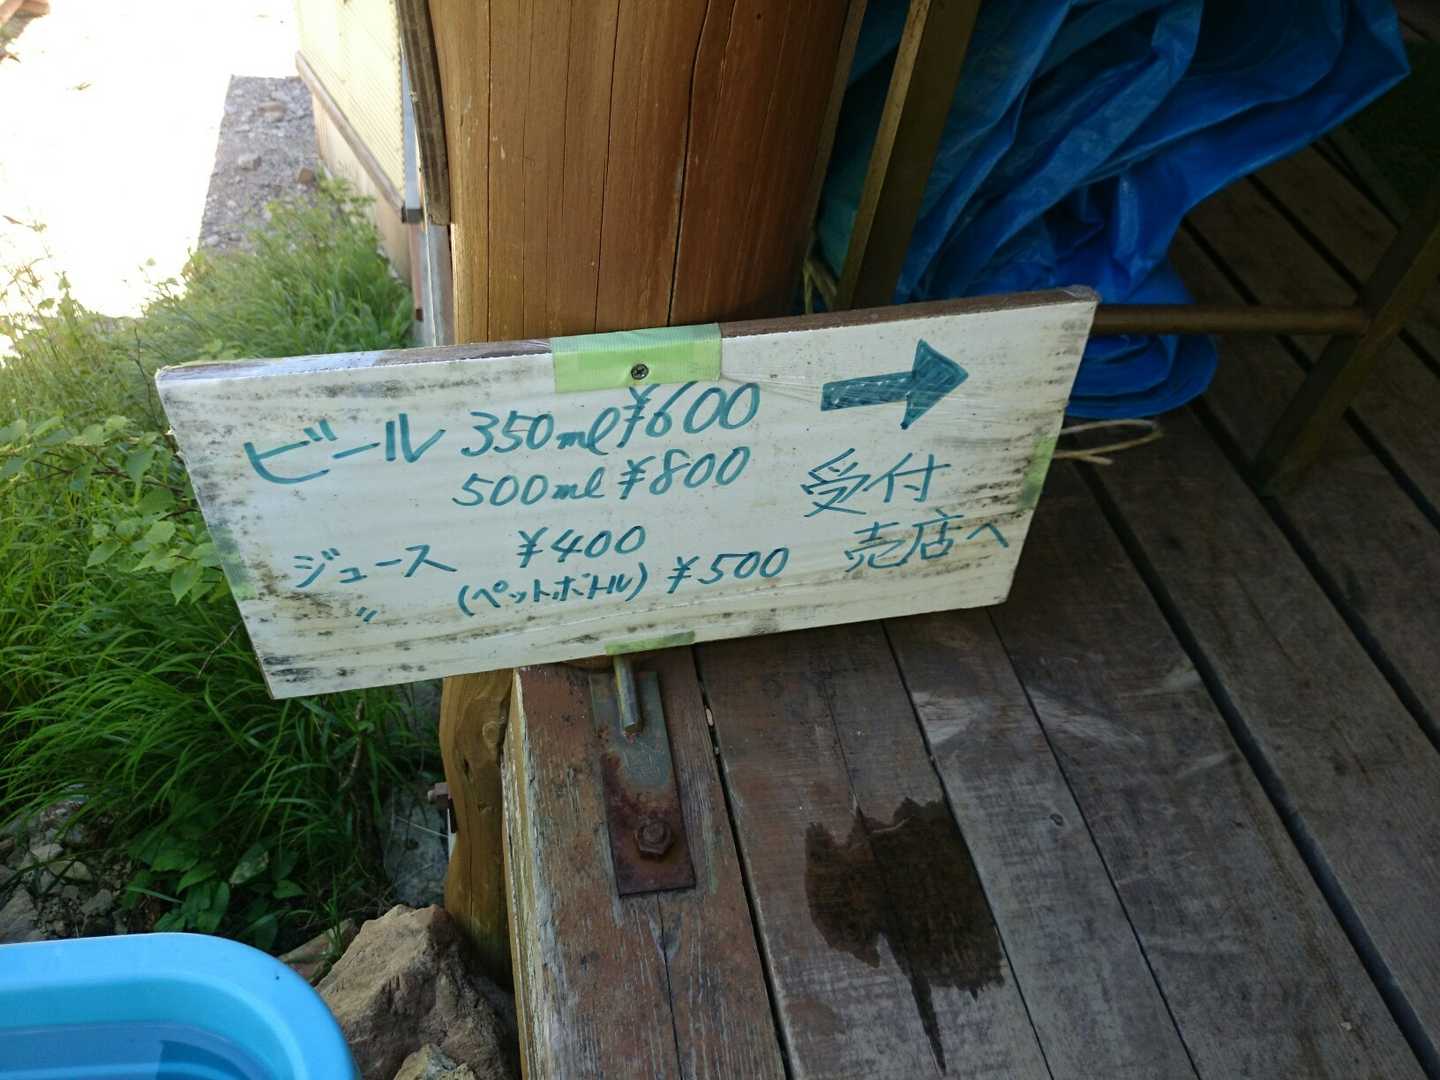 ビール 350ml ¥600
500ml ¥800
ジュース ¥400
〃 (ペットボトル) ¥500
受付
売店へ